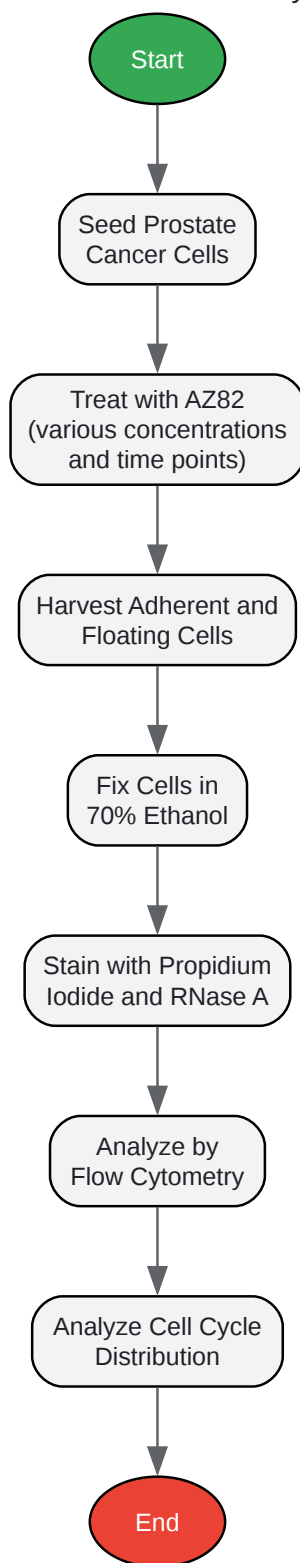 Start
Seed Prostate
Cancer Cells
Treat with AZ82
(various concentrations
and time points)
Harvest Adherent and
Floating Cells
Fix Cells in
70% Ethanol
Stain with Propidium
Iodide and RNase A
Analyze by
Flow Cytometry
Analyze Cell Cycle
Distribution
End